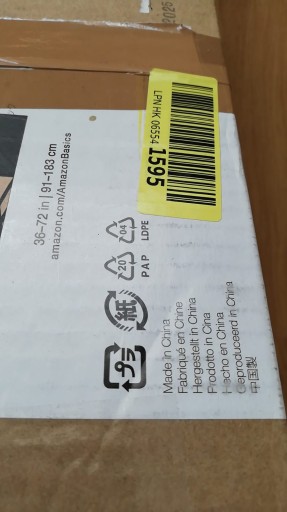 2025
LPNHK 06554 1595
36-72 in | 91-183 cm
amazon.com/AmazonBasics
04
LDPE
20
PAP
紙
プラ
Made in China
Fabriqué en Chine
Hergestellt in China
Prodotto in Cina
Hecho en China
Geproduceerd in China
中国製